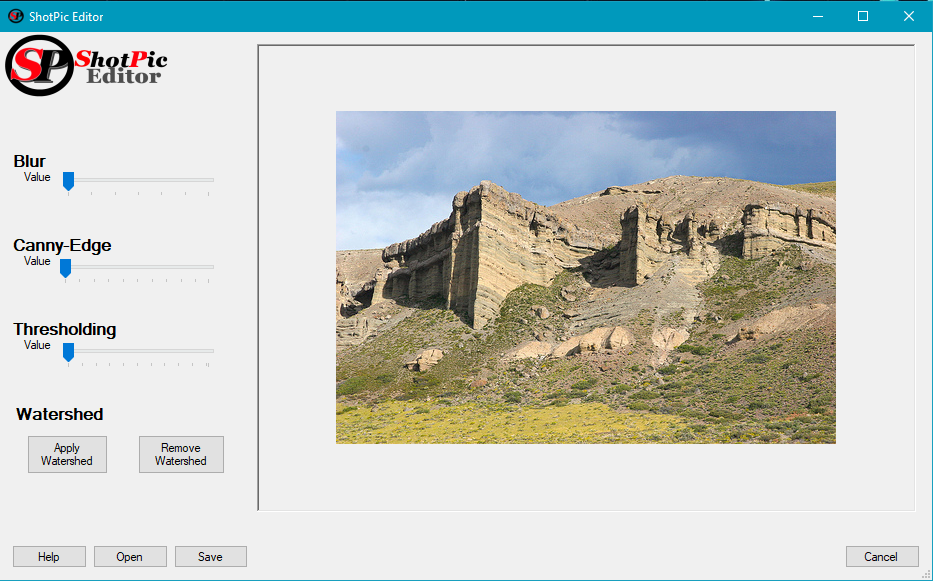 ShotPic Editor
SP
ShotPic
Editor
Blur
Value
Canny-Edge
Value
Thresholding
Value
Watershed
Apply
Watershed
Remove
Watershed
Help
Open
Save
Cancel